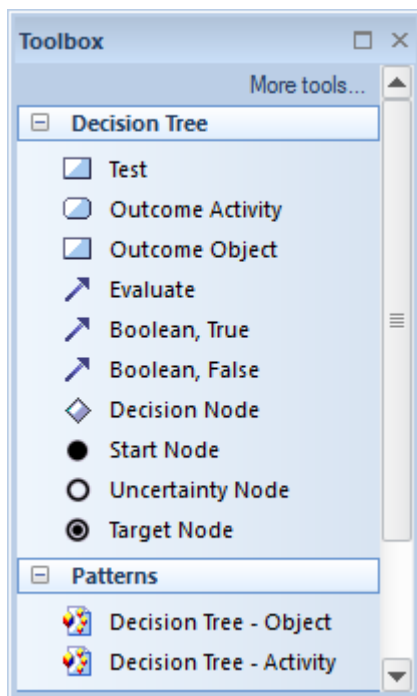 Toolbox
More tools...
Decision Tree
Test
Outcome Activity
Outcome Object
Evaluate
Boolean, True
Boolean, False
Decision Node
Start Node
Uncertainty Node
Target Node
Patterns
Decision Tree - Object
Decision Tree - Activity